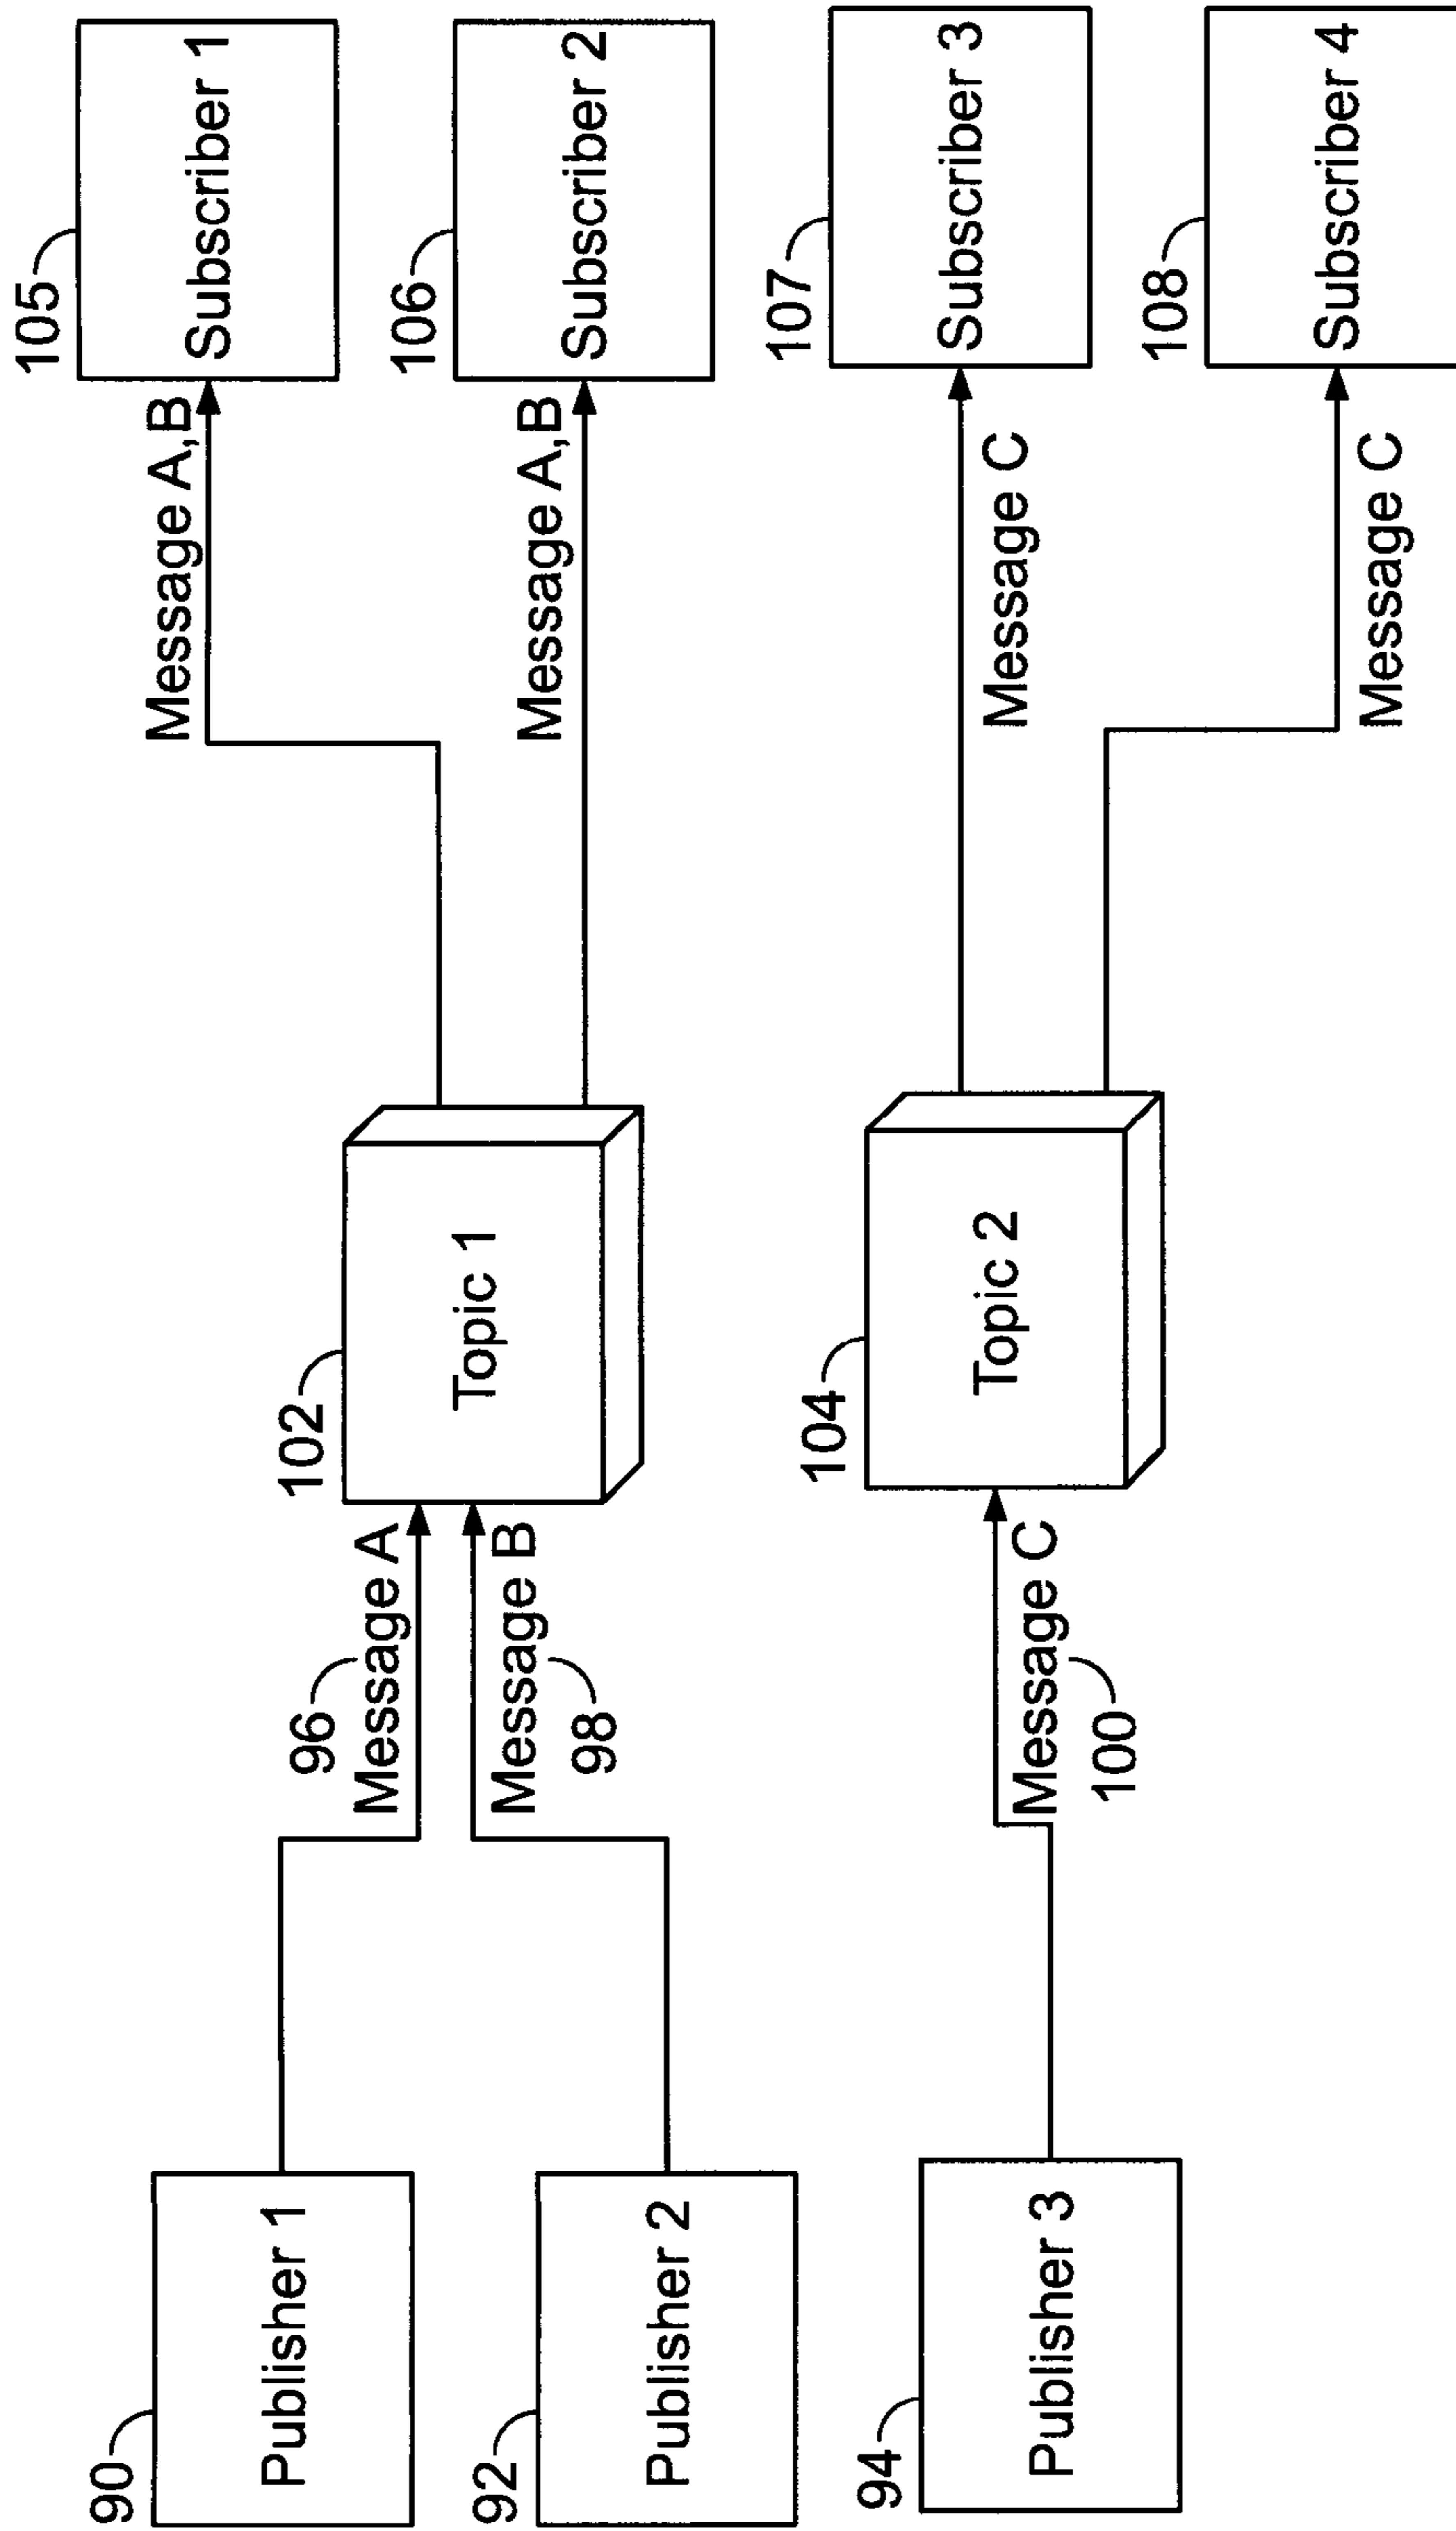 90
Publisher 1
92
Publisher 2
94
Publisher 3
96
Message A
Message B
98
Message C
100
102
Topic 1
104
Topic 2
Message A,B
Message A,B
Message C
Message C
105
Subscriber 1
106
Subscriber 2
107
Subscriber 3
108
Subscriber 4